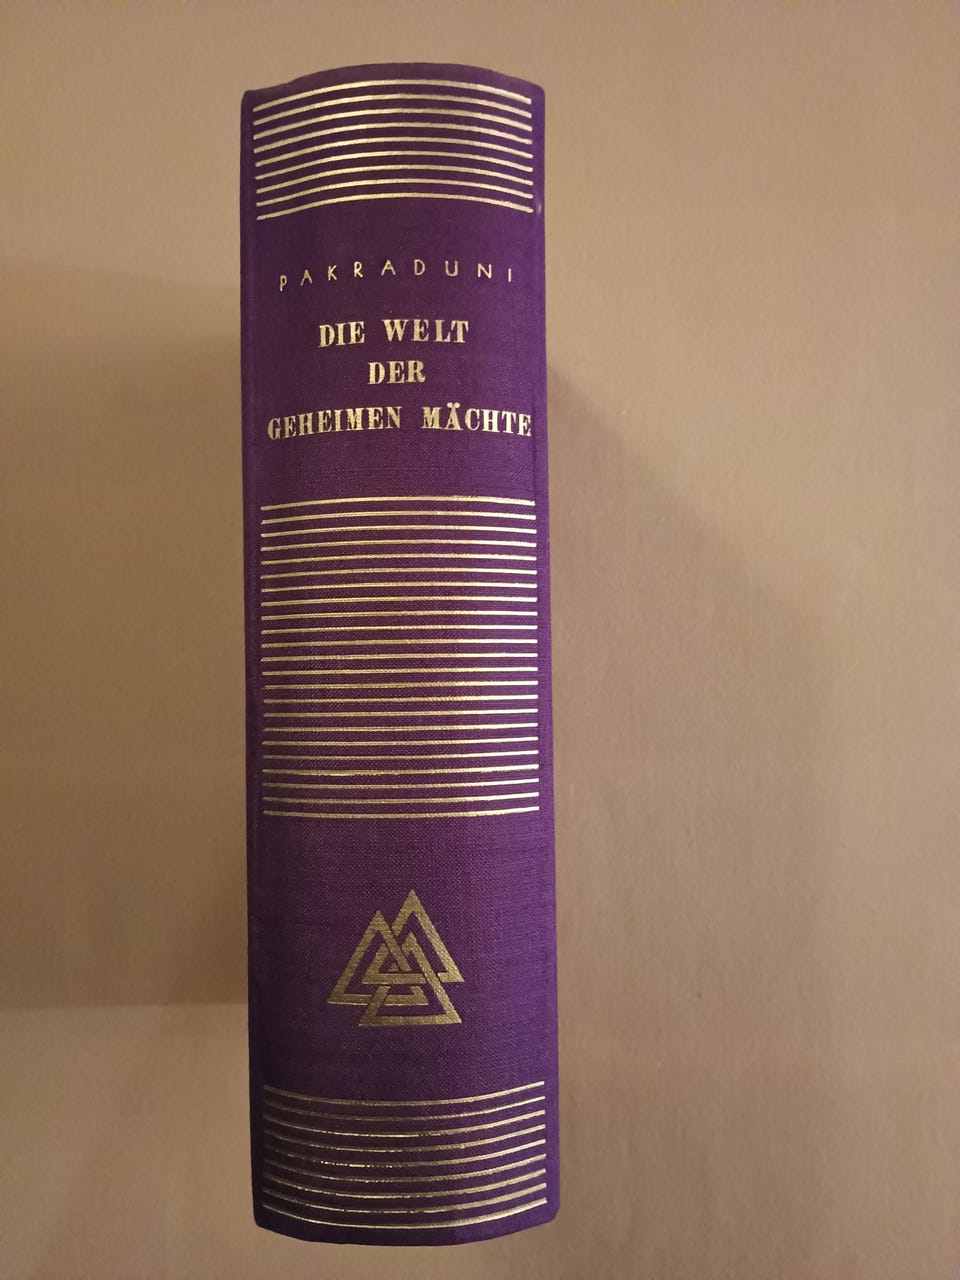 PAKRADUNI
DIE WELT
DER
GEHEIMEN MÄCHTE